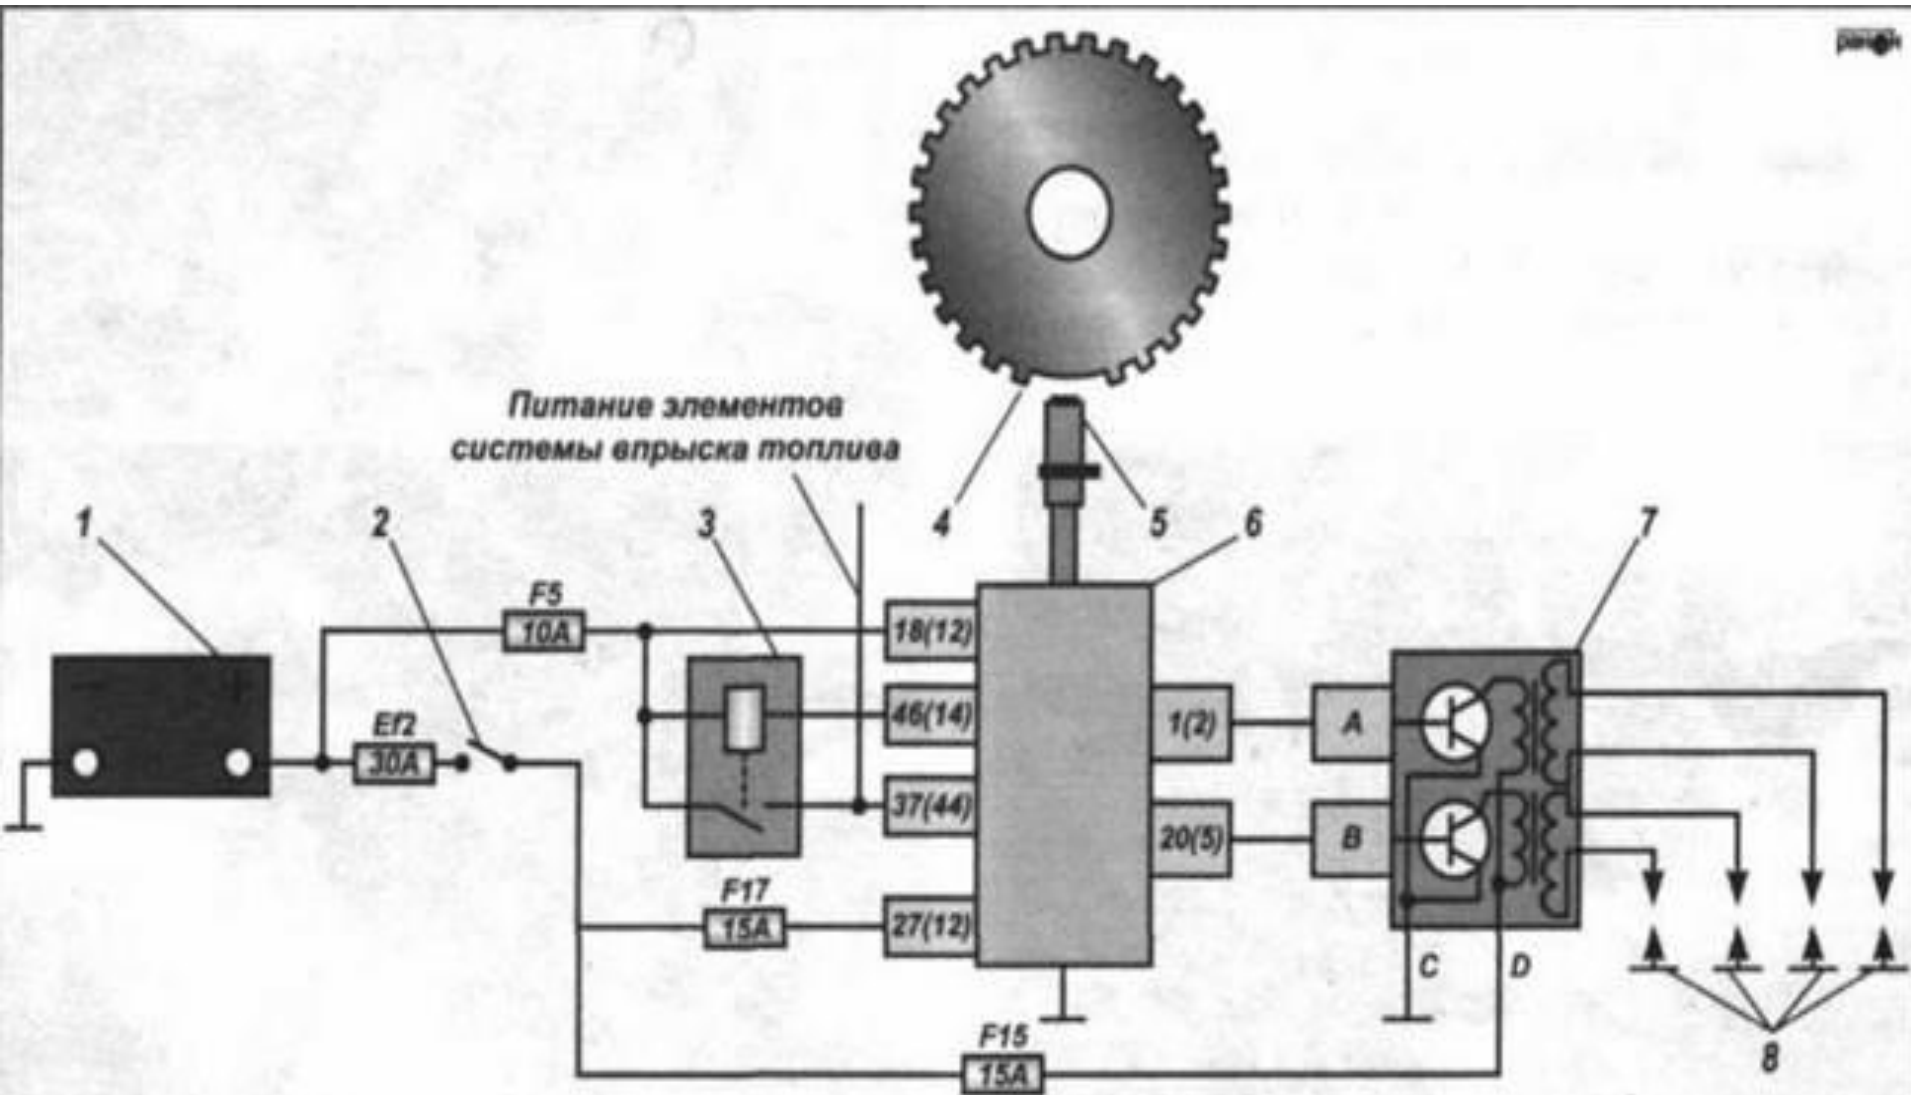 Питание элементов
системы впрыска топлива
1
2
3
4
5
6
7
F5
10A
18(12)
Ef2
30A
46(14)
1(2)
A
37(44)
20(5)
B
F17
15A
27(12)
C
D
F15
15A
8
− +